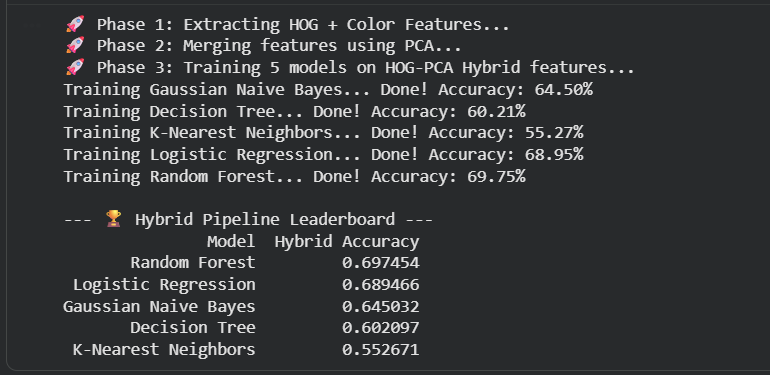 🚀 Phase 1: Extracting HOG + Color Features...
🚀 Phase 2: Merging features using PCA...
🚀 Phase 3: Training 5 models on HOG-PCA Hybrid features...
Training Gaussian Naive Bayes... Done! Accuracy: 64.50%
Training Decision Tree... Done! Accuracy: 60.21%
Training K-Nearest Neighbors... Done! Accuracy: 55.27%
Training Logistic Regression... Done! Accuracy: 68.95%
Training Random Forest... Done! Accuracy: 69.75%
--- 🏆 Hybrid Pipeline Leaderboard ---
Model Hybrid Accuracy
Random Forest 0.697454
Logistic Regression 0.689466
Gaussian Naive Bayes 0.645032
Decision Tree 0.602097
K-Nearest Neighbors 0.552671